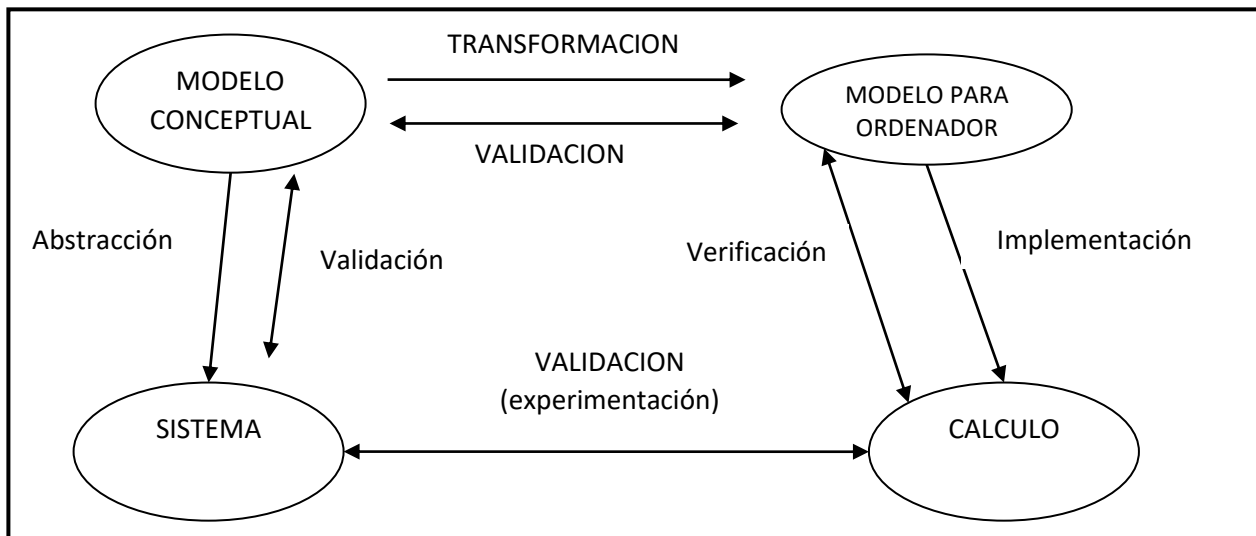 TRANSFORMACION
MODELO
CONCEPTUAL
MODELO PARA
ORDENADOR
VALIDACION
Abstracción
Validación
Verificación
Implementación
VALIDACION
(experimentación)
SISTEMA
CALCULO